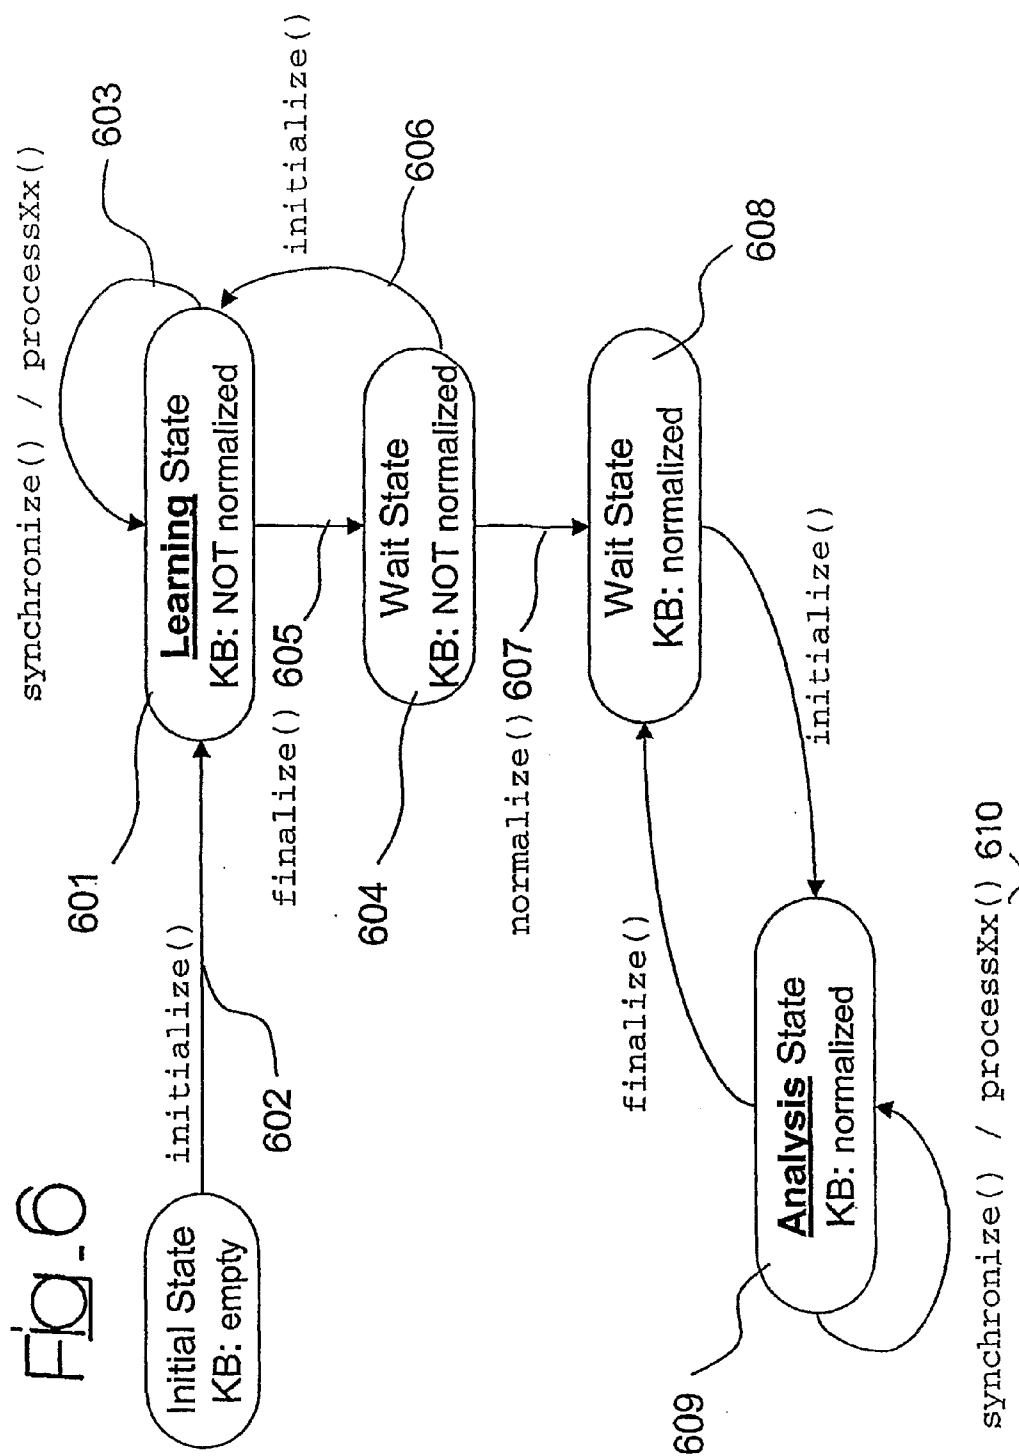 Fig_6
synchronize() / processXx()
603
Initial State
KB: empty
initialize()
602
601
Learning State
KB: NOT normalized
initialize()
606
finalize() 605
604
Wait State
KB: NOT normalized
normalize() 607
608
Wait State
KB: normalized
finalize()
initialize()
609
Analysis State
KB: normalized
synchronize() / processXx() 610